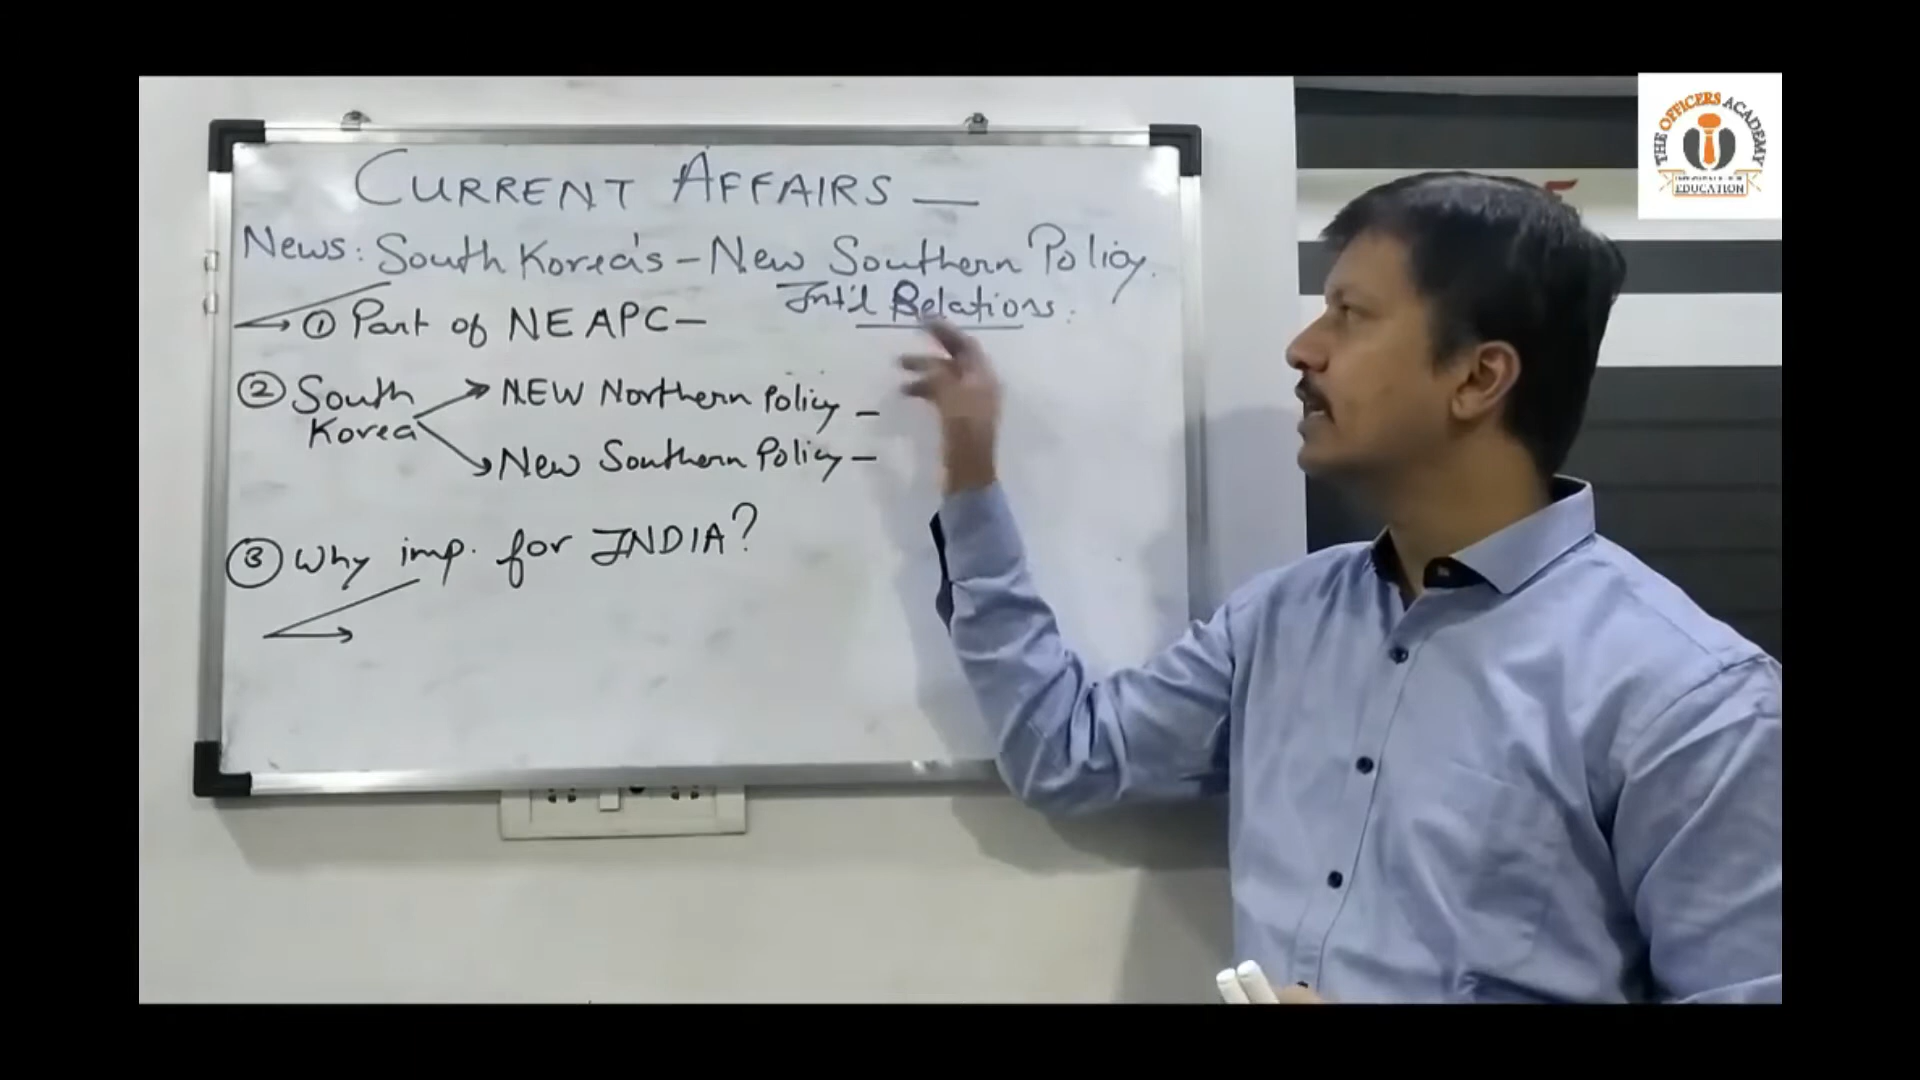 CURRENT AFFAIRS —
News: South Korea's - New Southern Policy.
Int'l Relations:
① Part of NEAPC -
② South Korea
NEW Northern Policy -
New Southern Policy -
③ Why imp. for INDIA?
THE OFFICERS ACADEMY
EDUCATION